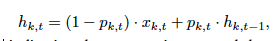 h_{k,t} = (1 - p_{k,t}) · x_{k,t} + p_{k,t} · h_{k,t-1},